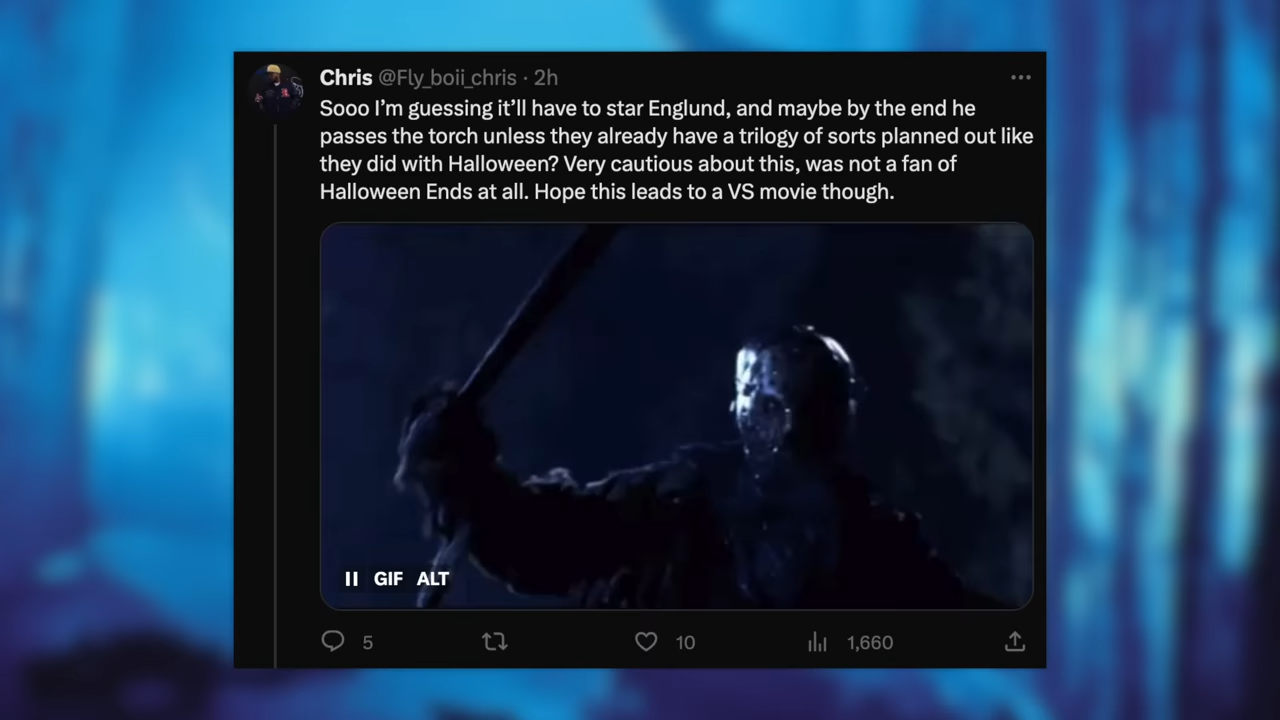 Chris @Fly_boii_chris · 2h
Sooo I’m guessing it’ll have to star Englund, and maybe by the end he
passes the torch unless they already have a trilogy of sorts planned out like
they did with Halloween? Very cautious about this, was not a fan of
Halloween Ends at all. Hope this leads to a VS movie though.
GIF ALT
5 10 1,660